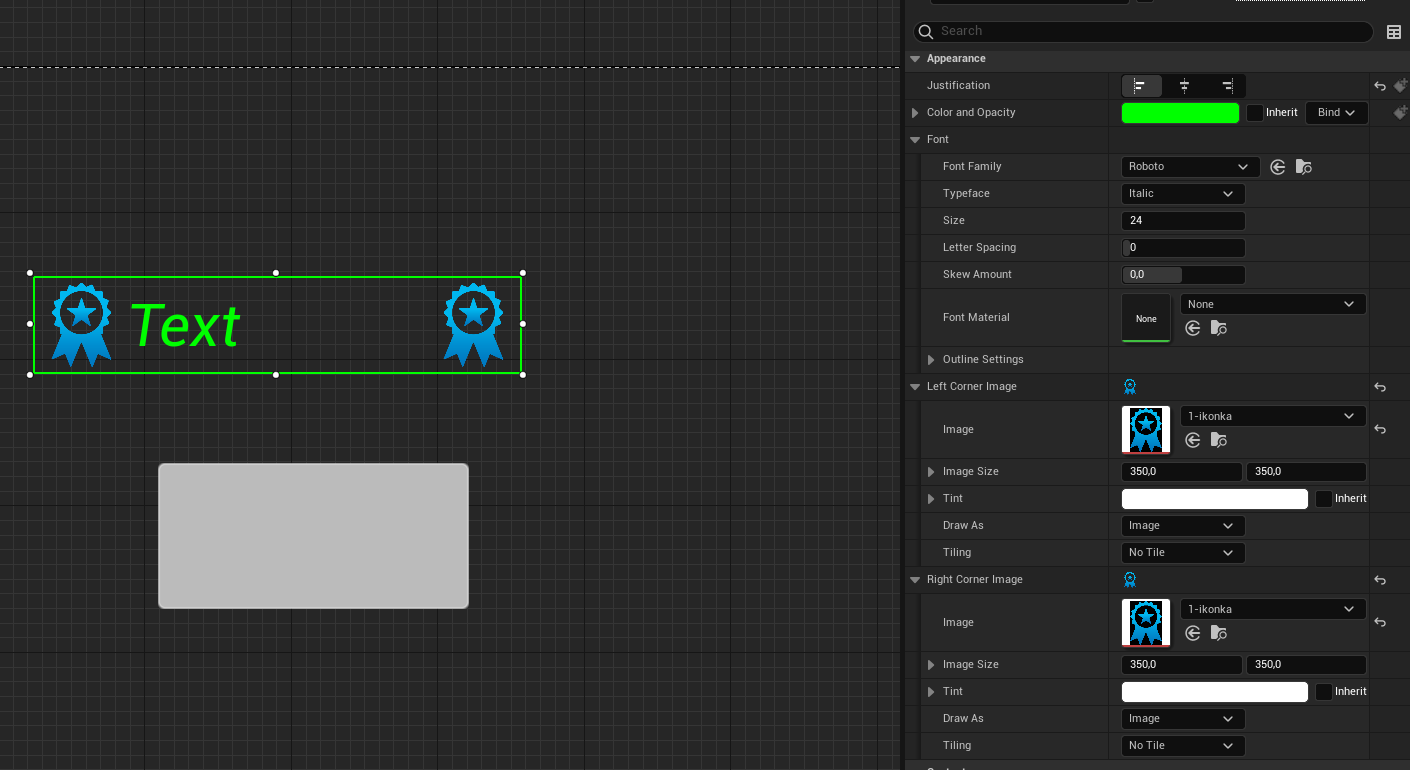 Search
Appearance
Justification
Color and Opacity
Inherit
Bind
Font
Font Family
Roboto
Typeface
Italic
Size
24
Letter Spacing
0
Skew Amount
0,0
Font Material
None
None
Outline Settings
Left Corner Image
Image
1-ikonka
Image Size
350,0
350,0
Tint
Inherit
Draw As
Image
Tiling
No Tile
Right Corner Image
Image
1-ikonka
Image Size
350,0
350,0
Tint
Inherit
Draw As
Image
Tiling
No Tile
Text